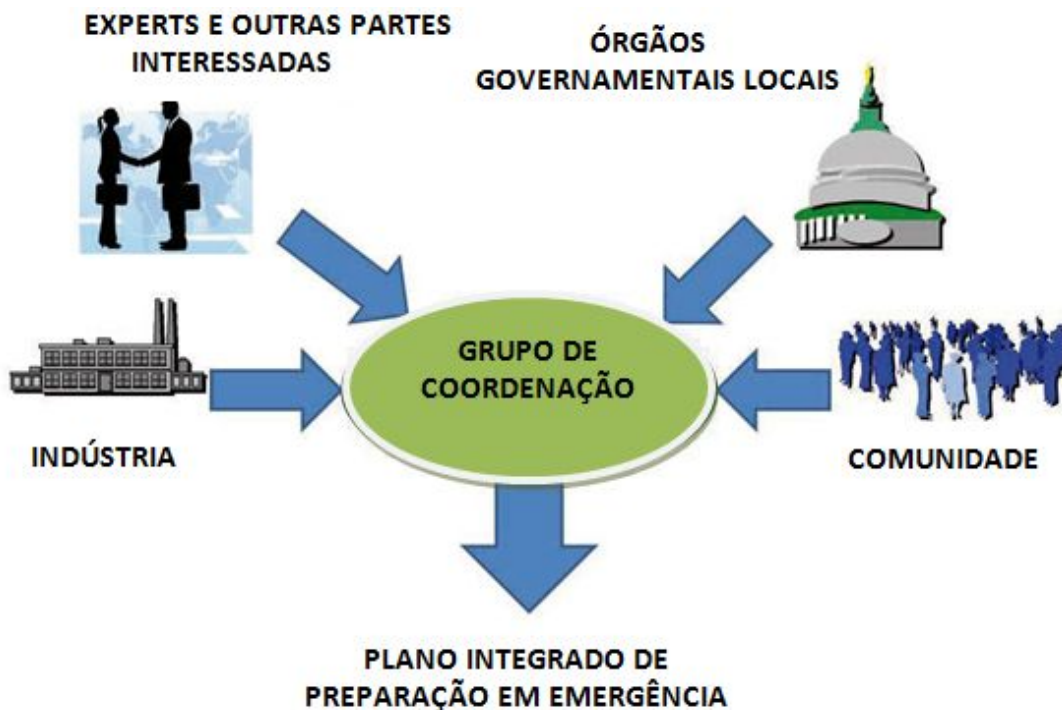 EXPERTS E OUTRAS PARTES
INTERESSADAS
ÓRGÃOS
GOVERNAMENTAIS LOCAIS
GRUPO DE
COORDENAÇÃO
INDÚSTRIA
COMUNIDADE
PLANO INTEGRADO DE
PREPARAÇÃO EM EMERGÊNCIA